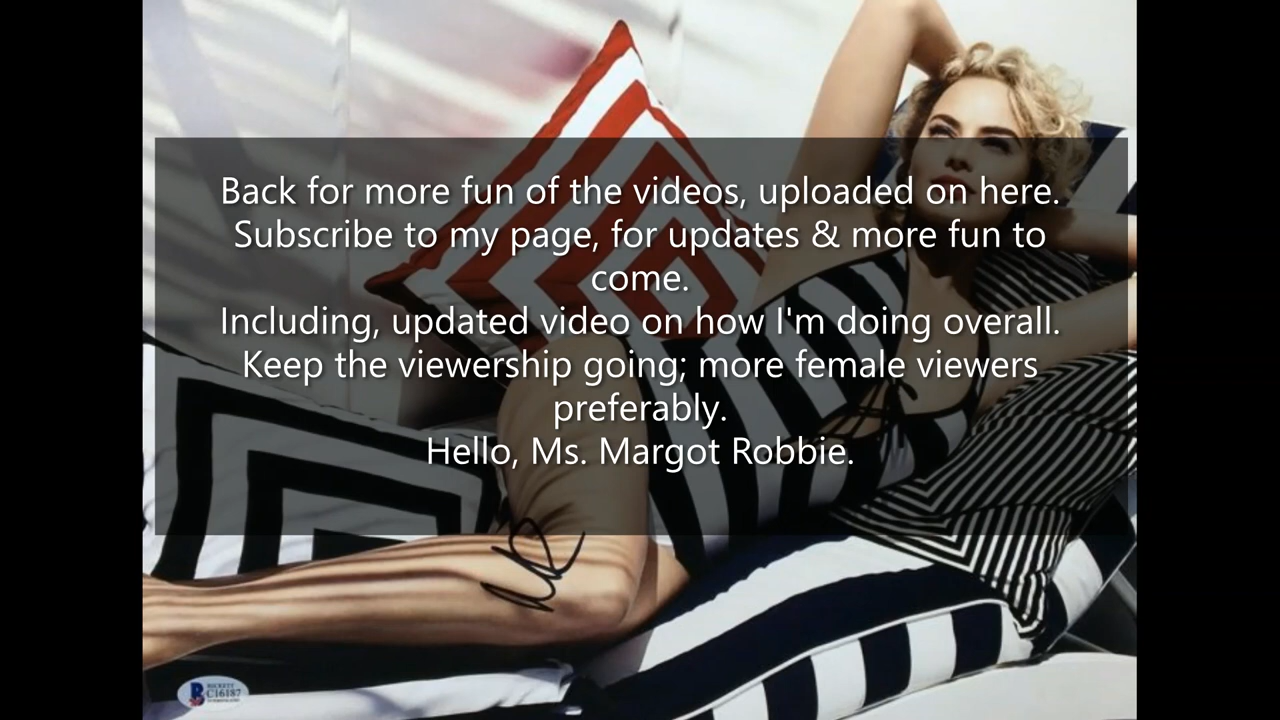 Back for more fun of the videos, uploaded on here.
Subscribe to my page, for updates & more fun to
come.
Including, updated video on how I'm doing overall.
Keep the viewership going; more female viewers
preferably.
Hello, Ms. Margot Robbie.
BECKETT
C16187